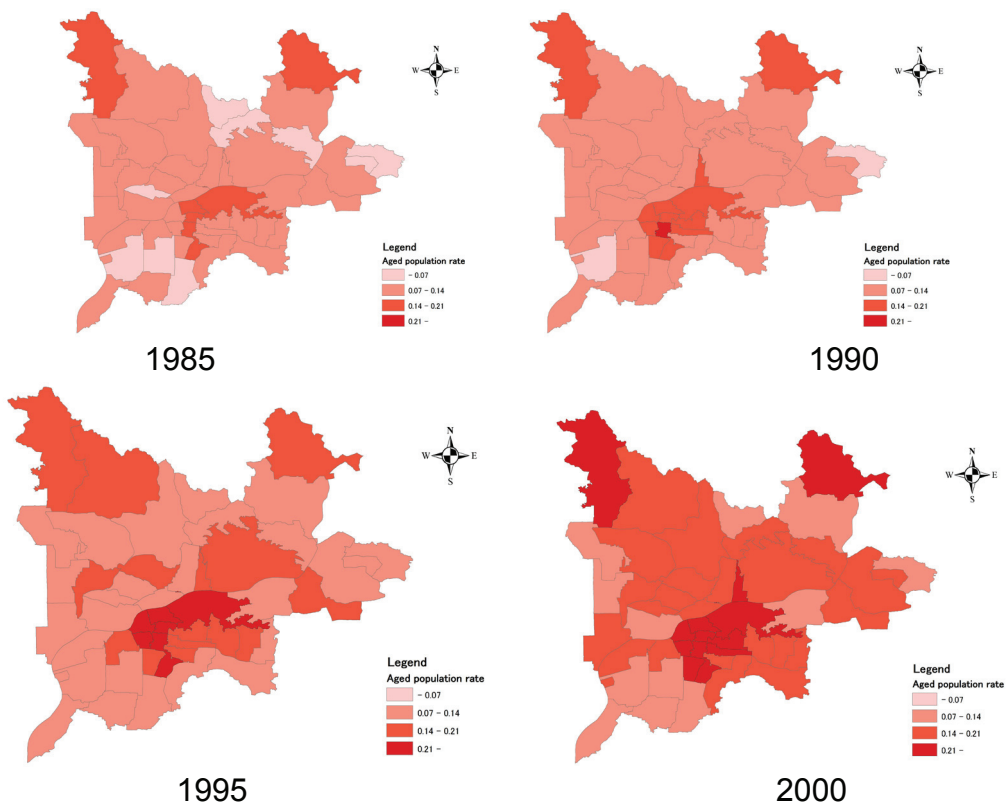 N
W E
S
Legend
Aged population rate
- 0.07
0.07 - 0.14
0.14 - 0.21
0.21 -
1985
N
W E
S
Legend
Aged population rate
- 0.07
0.07 - 0.14
0.14 - 0.21
0.21 -
1990
N
W E
S
Legend
Aged population rate
- 0.07
0.07 - 0.14
0.14 - 0.21
0.21 -
1995
N
W E
S
Legend
Aged population rate
- 0.07
0.07 - 0.14
0.14 - 0.21
0.21 -
2000